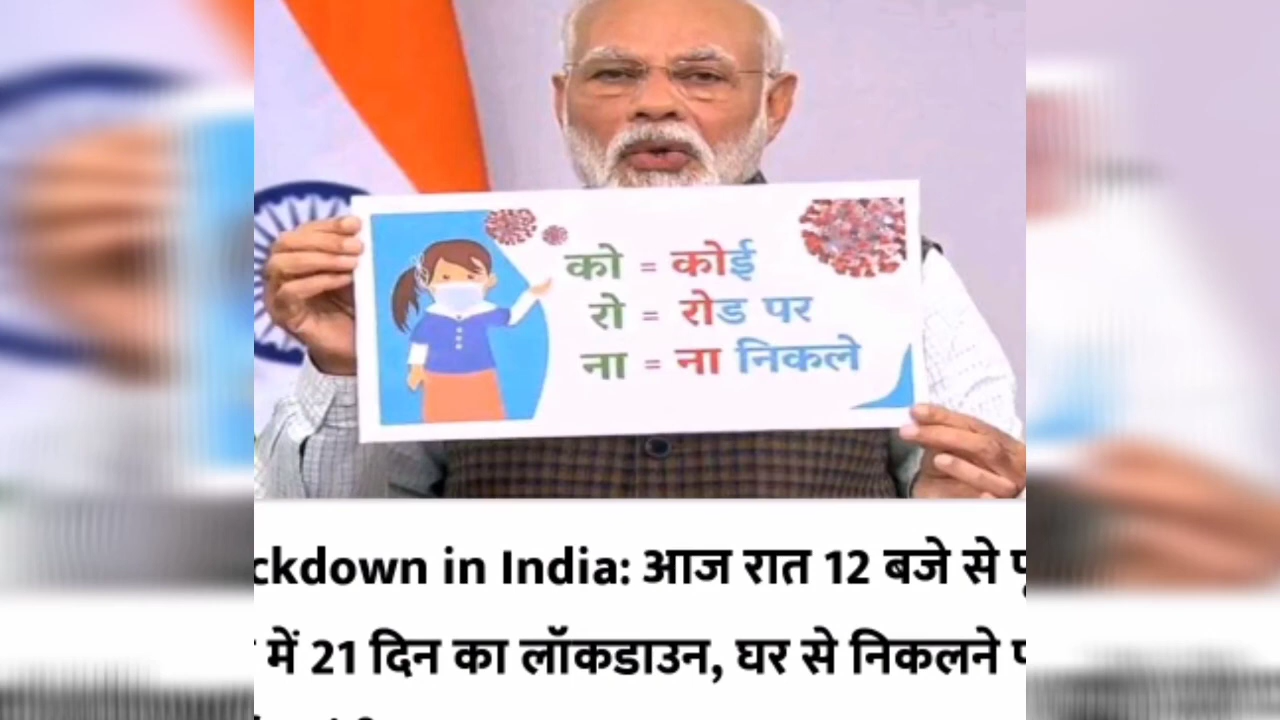 को = कोई
रो = रोड पर
ना = ना निकले
ckdown in India: आज रात 12 बजे से
में 21 दिन का लॉकडाउन, घर से निकलने